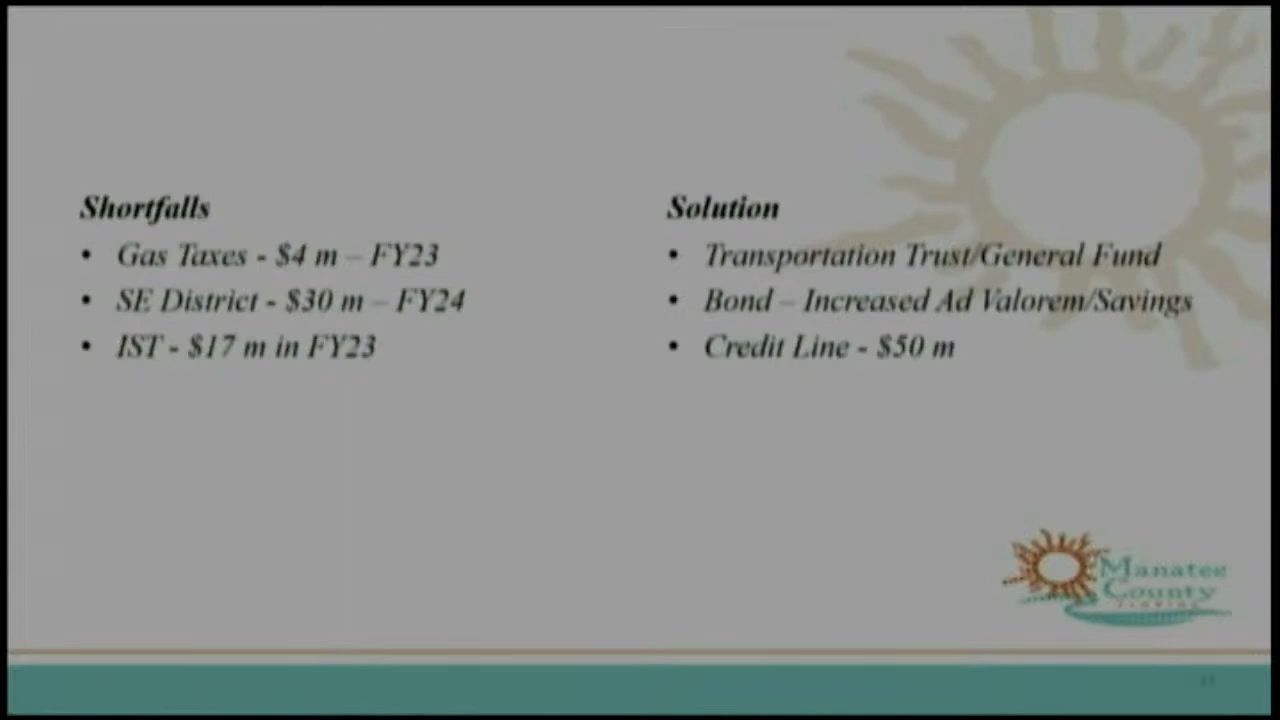 Shortfalls
• Gas Taxes - $4 m – FY23
• SE District - $30 m – FY24
• IST - $17 m in FY23
Solution
• Transportation Trust/General Fund
• Bond – Increased Ad Valorem/Savings
• Credit Line - $50 m
Manatee
County
FLORIDA